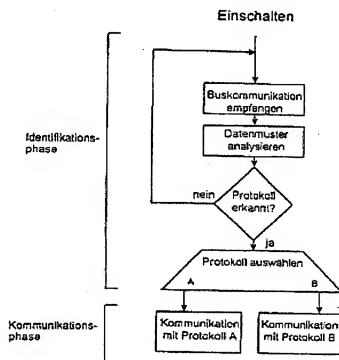 Einschalten
Buskommunikation
empfangen
Datenmuster
analysieren
Identifikations-
phase
nein
Protokoll
erkannt?
ja
Protokoll auswählen
A
B
Kommunikations-
phase
Kommunikation
mit Protokoll A
Kommunikation
mit Protokoll B